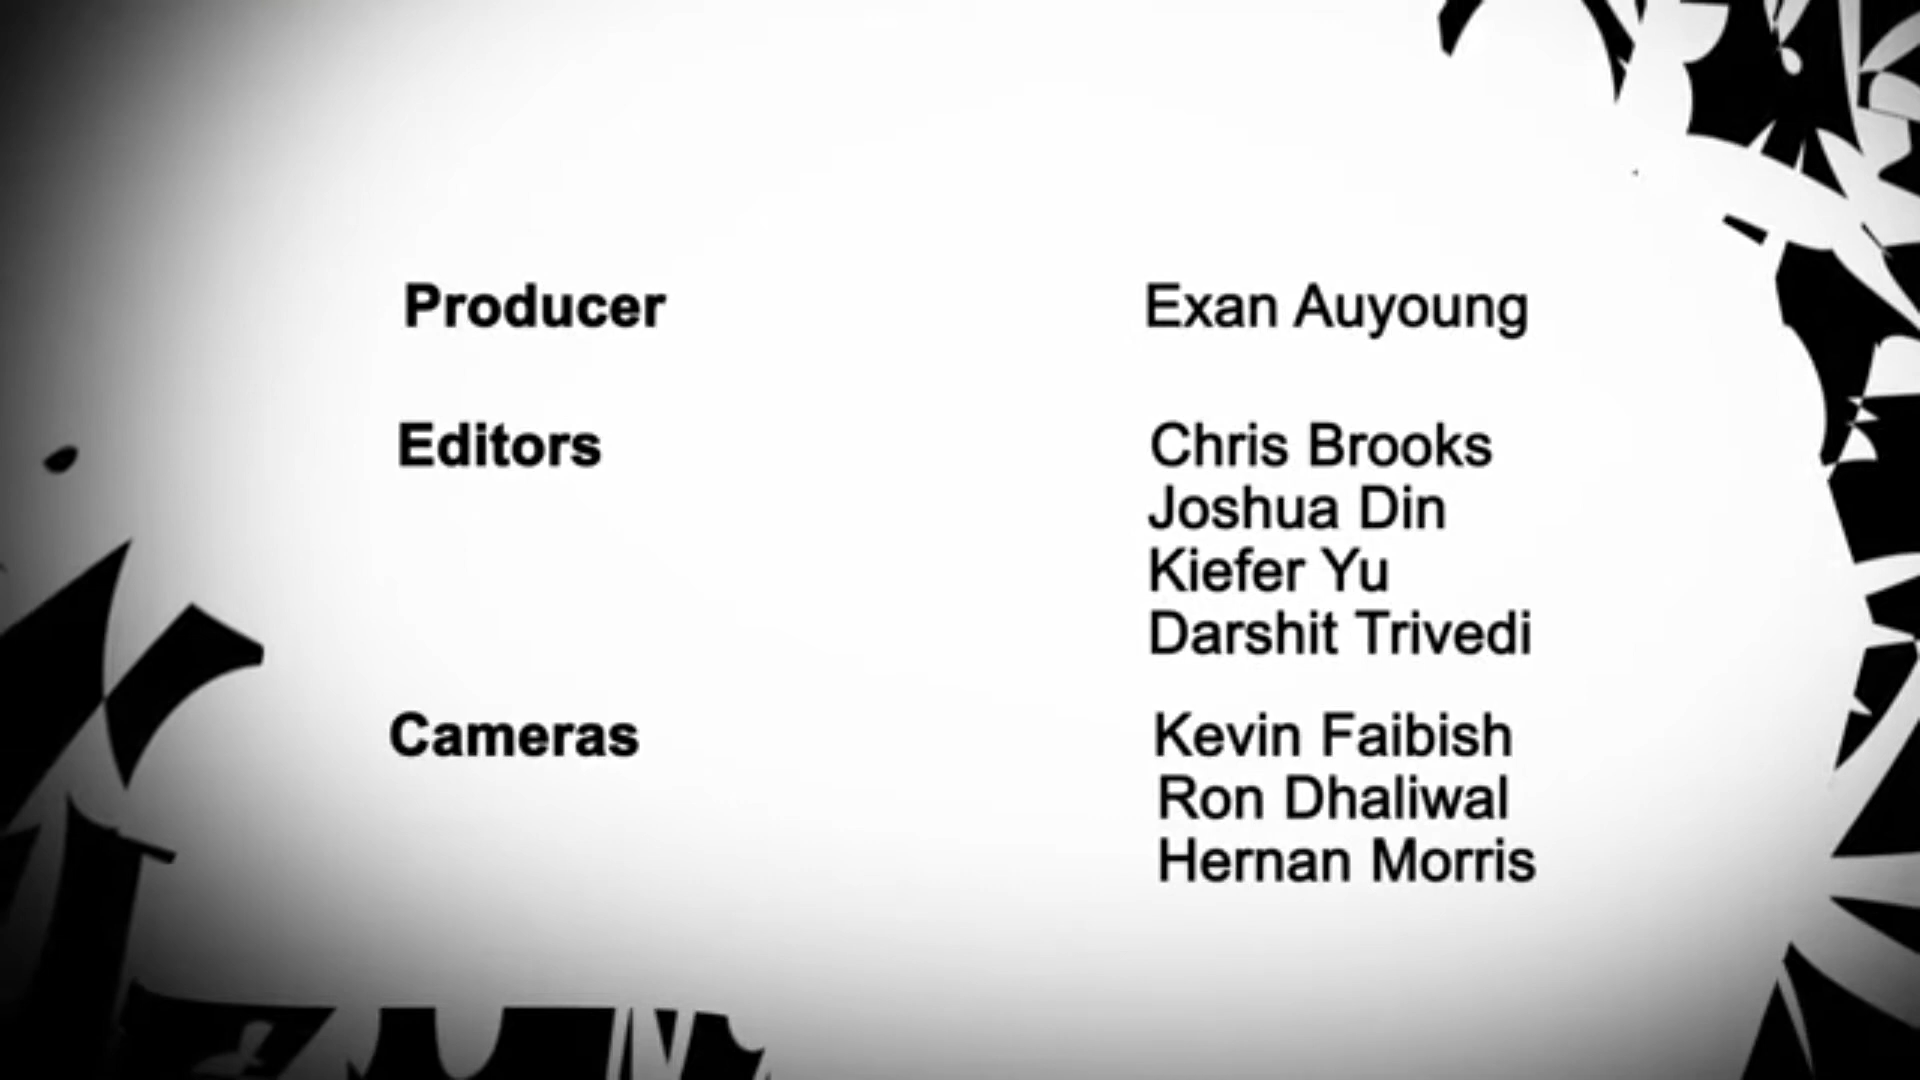 Producer Exan Auyoung
Editors Chris Brooks
Joshua Din
Kiefer Yu
Darshit Trivedi
Cameras Kevin Faibish
Ron Dhaliwal
Hernan Morris